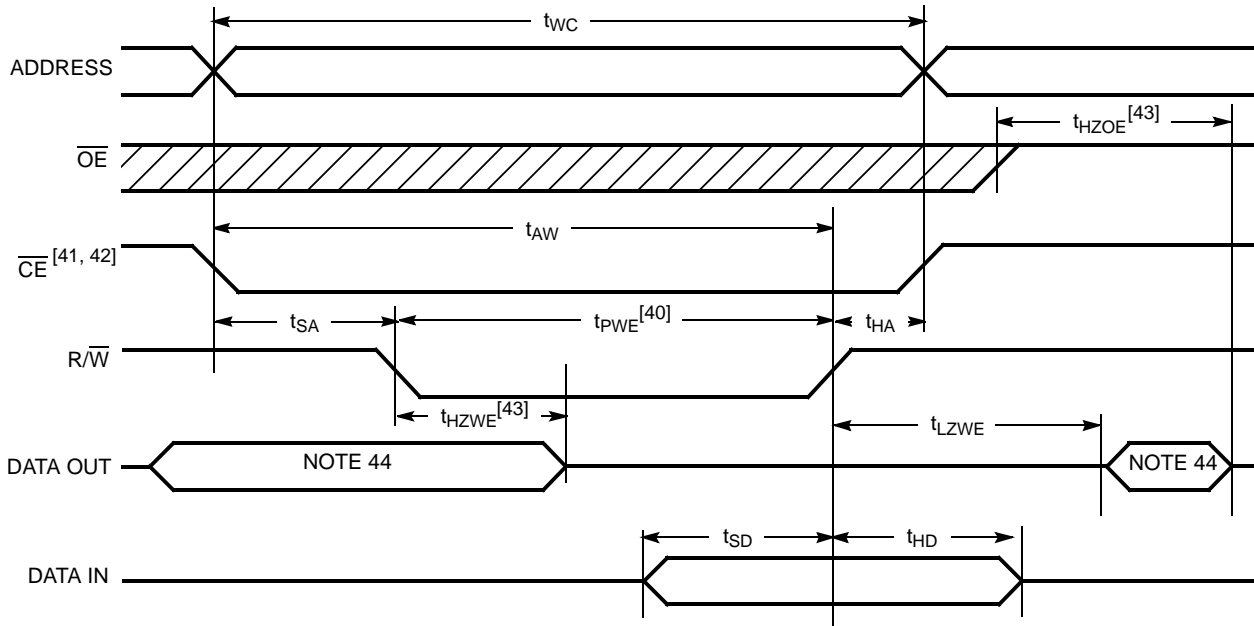 tWC
ADDRESS
tHZOE[43]
OE
tAW
CE[41, 42]
tSA
tPWE[40]
tHA
R/W
tHZWE[43]
tLZWE
DATA OUT
NOTE 44
NOTE 44
tSD
tHD
DATA IN